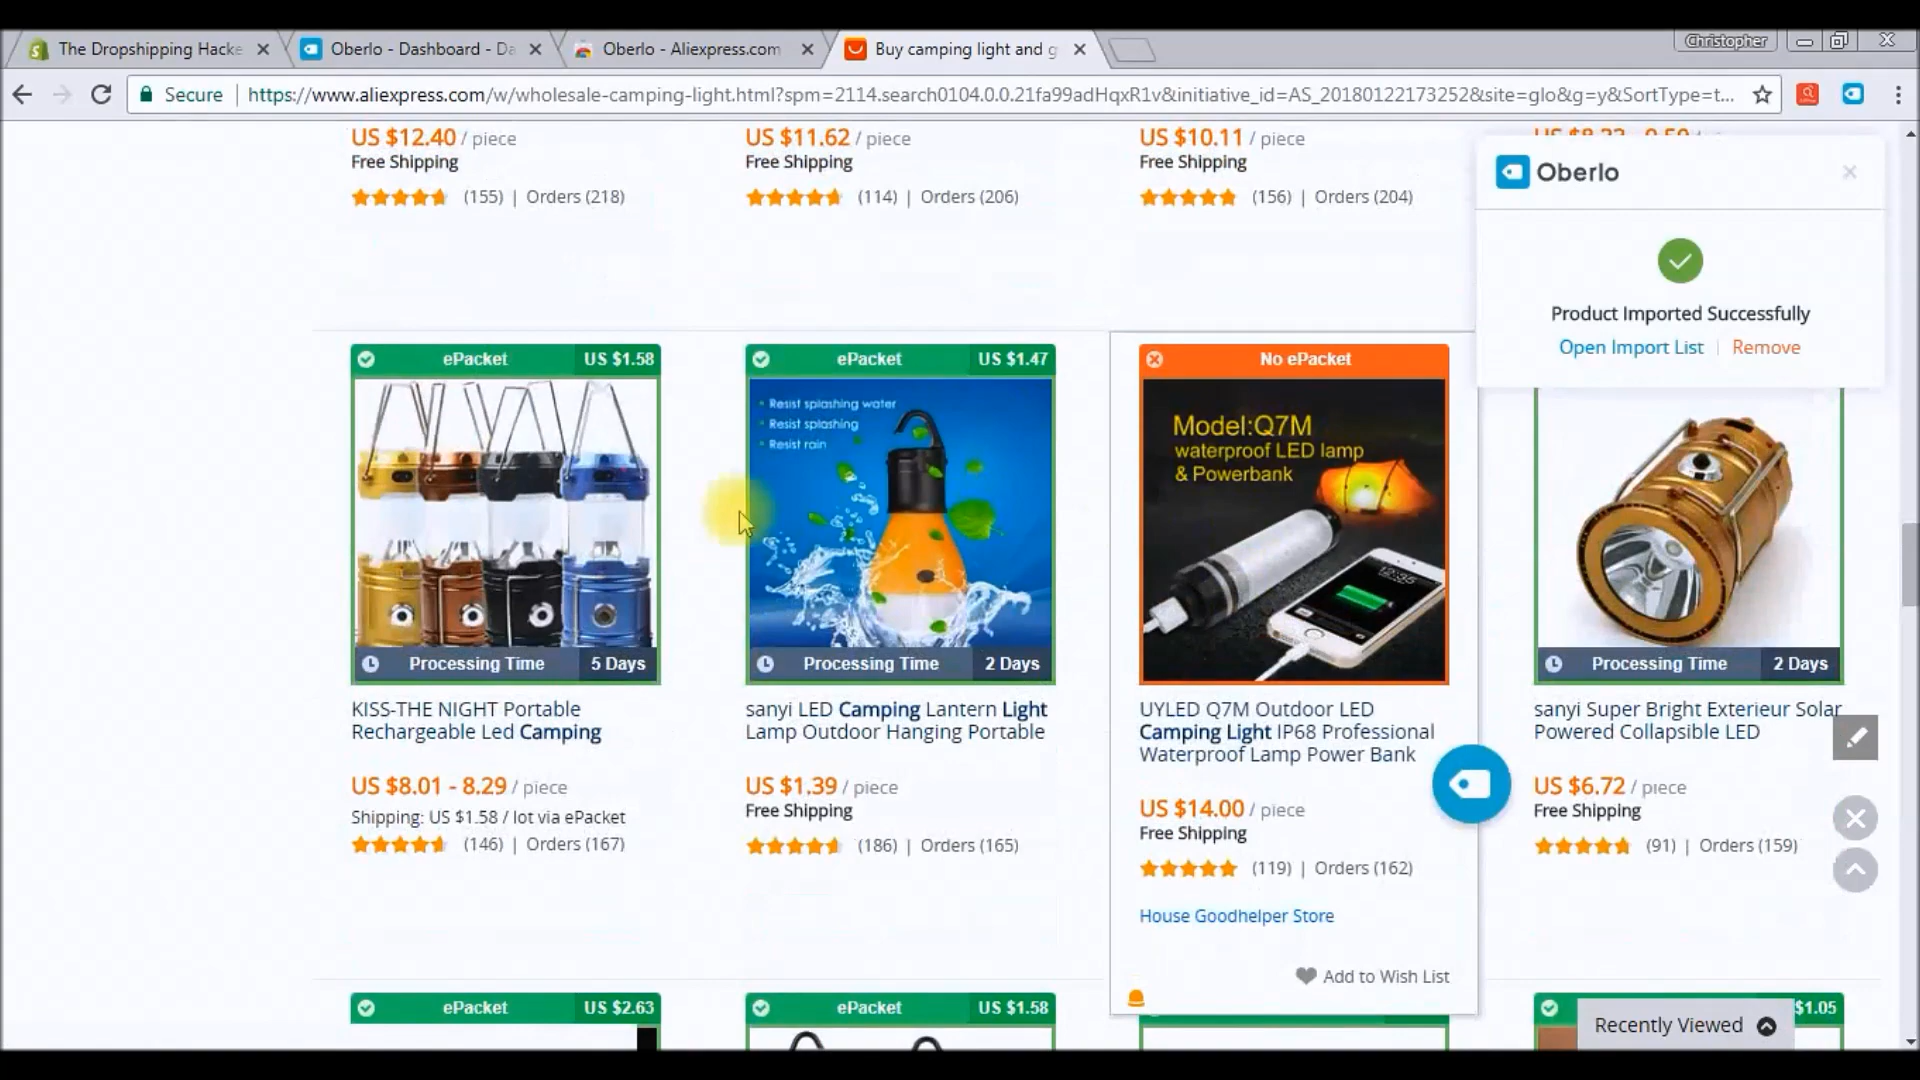 The Dropshipping Hacke
Oberlo - Dashboard - Da
Oberlo - Aliexpress.com
Buy camping light and g
Christopher
Secure
https://www.aliexpress.com/w/wholesale-camping-light.html?spm=2114.search0104.0.0.21fa99adHqxR1v&initiative_id=AS_20180122173252&site=glo&g=y&SortType=t...
US $12.40 / piece
Free Shipping
(155) | Orders (218)
US $11.62 / piece
Free Shipping
(114) | Orders (206)
US $10.11 / piece
Free Shipping
(156) | Orders (204)
Oberlo
Product Imported Successfully
Open Import List | Remove
ePacket US $1.58
Processing Time 5 Days
KISS-THE NIGHT Portable
Rechargeable Led Camping
US $8.01 - 8.29 / piece
Shipping: US $1.58 / lot via ePacket
(146) | Orders (167)
ePacket US $1.47
Resist splashing water
Resist splashing
Resist rain
Processing Time 2 Days
sanyi LED Camping Lantern Light
Lamp Outdoor Hanging Portable
US $1.39 / piece
Free Shipping
(186) | Orders (165)
No ePacket
Model:Q7M
waterproof LED lamp
& Powerbank
12:35
UYLED Q7M Outdoor LED
Camping Light IP68 Professional
Waterproof Lamp Power Bank
US $14.00 / piece
Free Shipping
(119) | Orders (162)
House Goodhelper Store
Add to Wish List
Processing Time 2 Days
sanyi Super Bright Exterieur Solar
Powered Collapsible LED
US $6.72 / piece
Free Shipping
(91) | Orders (159)
ePacket US $2.63
ePacket US $1.58
$1.05
Recently Viewed